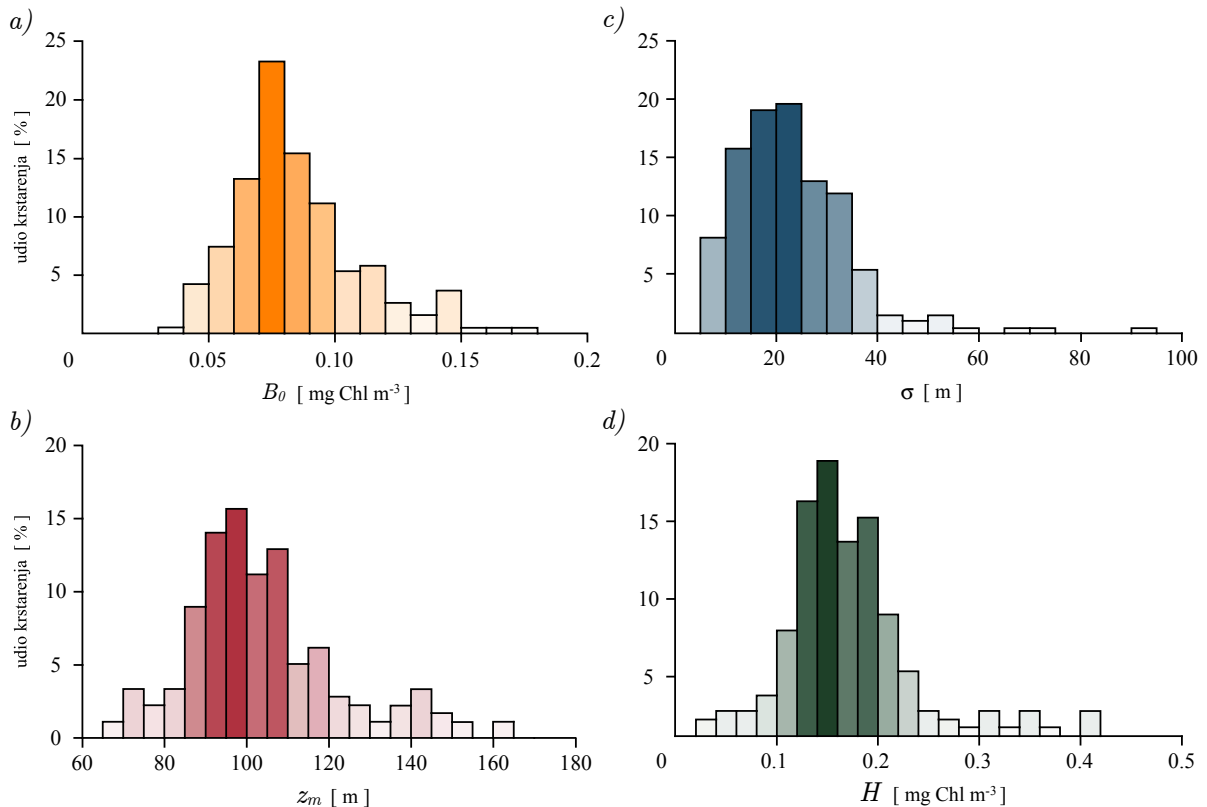 a)
25
20
15
10
5
udio krstarenja [ % ]
0 0.05 0.10 0.15 0.2
B₀ [ mg Chl m⁻³ ]
c)
25
20
15
10
5
0 20 40 60 80 100
σ [ m ]
b)
20
15
10
5
0
udio krstarenja [ % ]
60 80 100 120 140 160 180
zₘ [ m ]
d)
20
15
10
5
0 0.1 0.2 0.3 0.4 0.5
H [ mg Chl m⁻³ ]